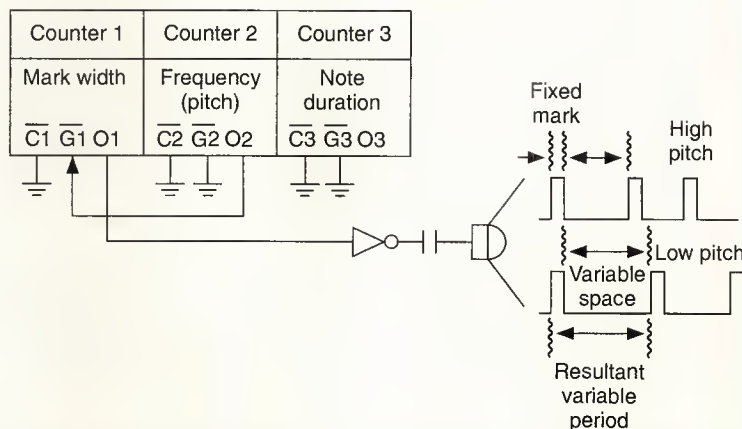 Counter 1
Counter 2
Counter 3
Mark width
Frequency
(pitch)
Note
duration
C1 G1 O1
C2 G2 O2
C3 G3 O3
Fixed
mark
High
pitch
Low pitch
Variable
space
Resultant
variable
period